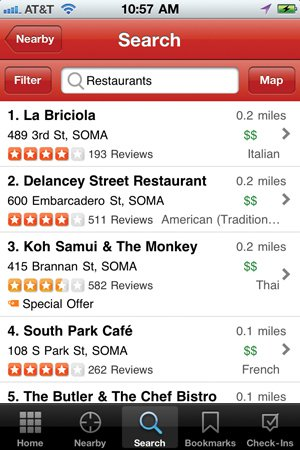 AT&T 10:57 AM
Nearby Search
Filter Restaurants Map
1. La Briciola 0.2 miles
489 3rd St, SOMA $$
193 Reviews Italian
2. Delancey Street Restaurant 0.2 miles
600 Embarcadero St, SOMA $$
511 Reviews American (Tradition...
3. Koh Samui & The Monkey 0.2 miles
415 Brannan St, SOMA $$
582 Reviews Thai
Special Offer
4. South Park Café 0.1 miles
108 S Park St, SOMA $$
262 Reviews French
5. The Butler & The Chef Bistro 0.1 miles
Home Nearby Search Bookmarks Check-Ins